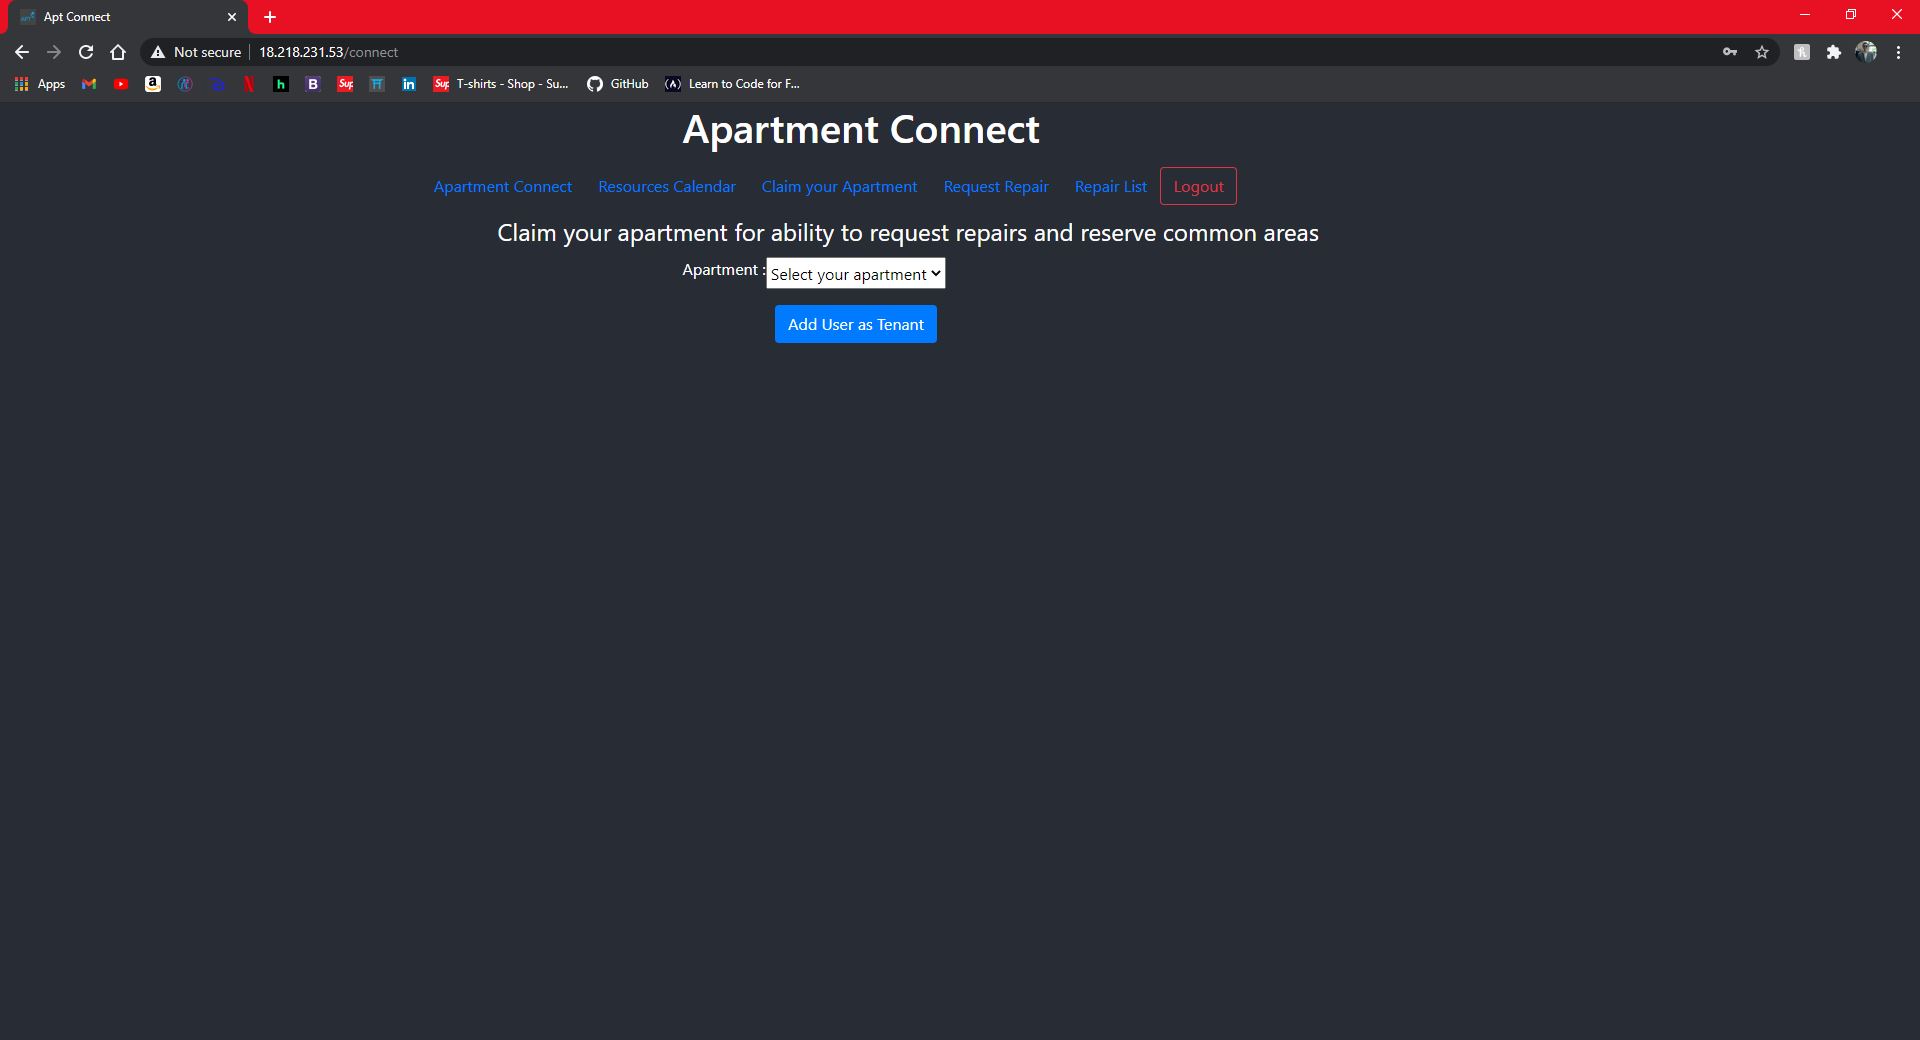 Apt Connect
Not secure 18.218.231.53/connect
Apps T-shirts - Shop - Su... GitHub Learn to Code for F...
Apartment Connect
Apartment Connect Resources Calendar Claim your Apartment Request Repair Repair List Logout
Claim your apartment for ability to request repairs and reserve common areas
Apartment : Select your apartment
Add User as Tenant